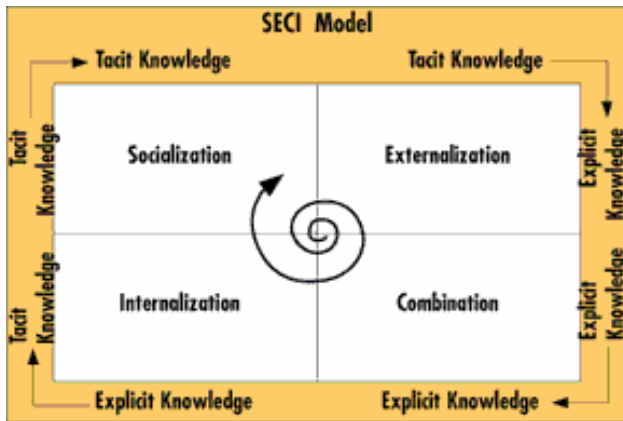 SECI Model
Tacit Knowledge
Tacit Knowledge
Tacit
Knowledge
Socialization
Externalization
Explicit
Knowledge
Tacit
Knowledge
Internalization
Combination
Explicit
Knowledge
Explicit Knowledge
Explicit Knowledge